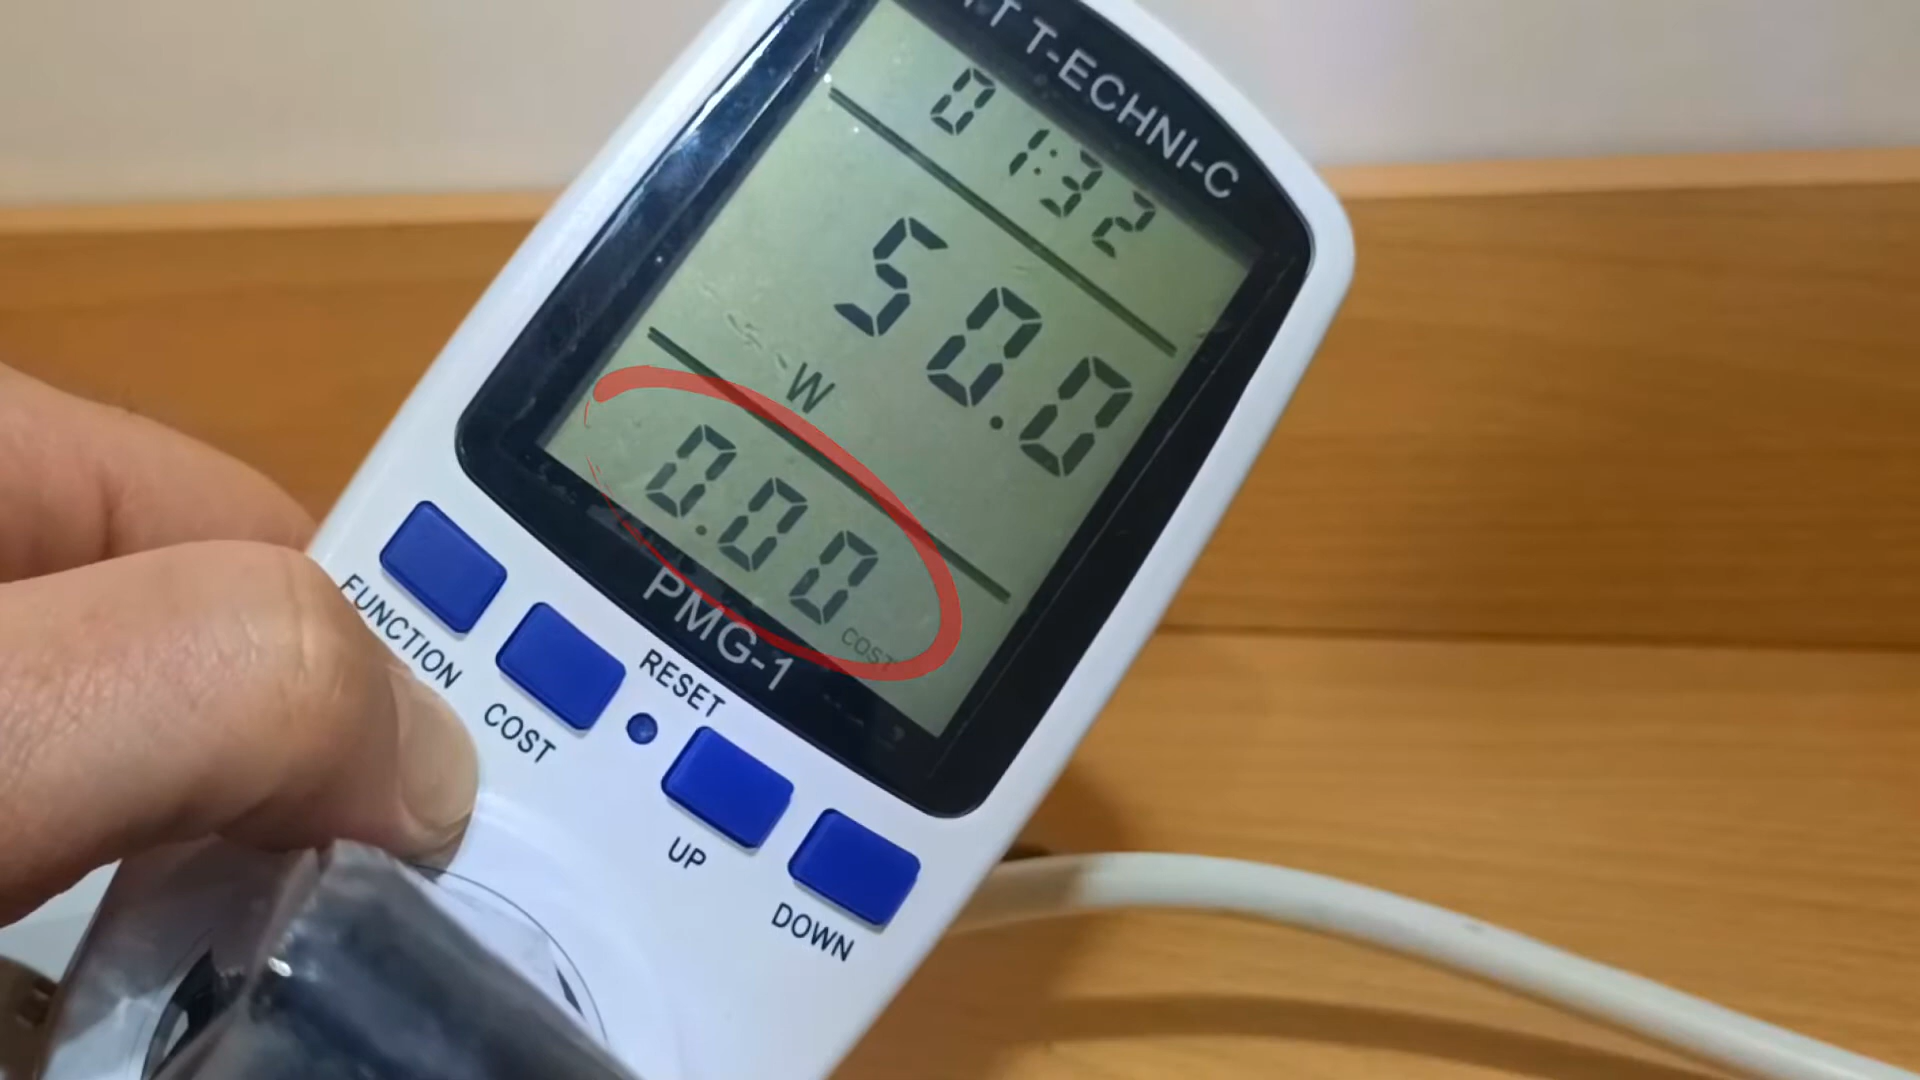 T T-ECHNI-C
01:32
50.0
W
0.00
COST
PMG-1
FUNCTION
COST
RESET
UP
DOWN